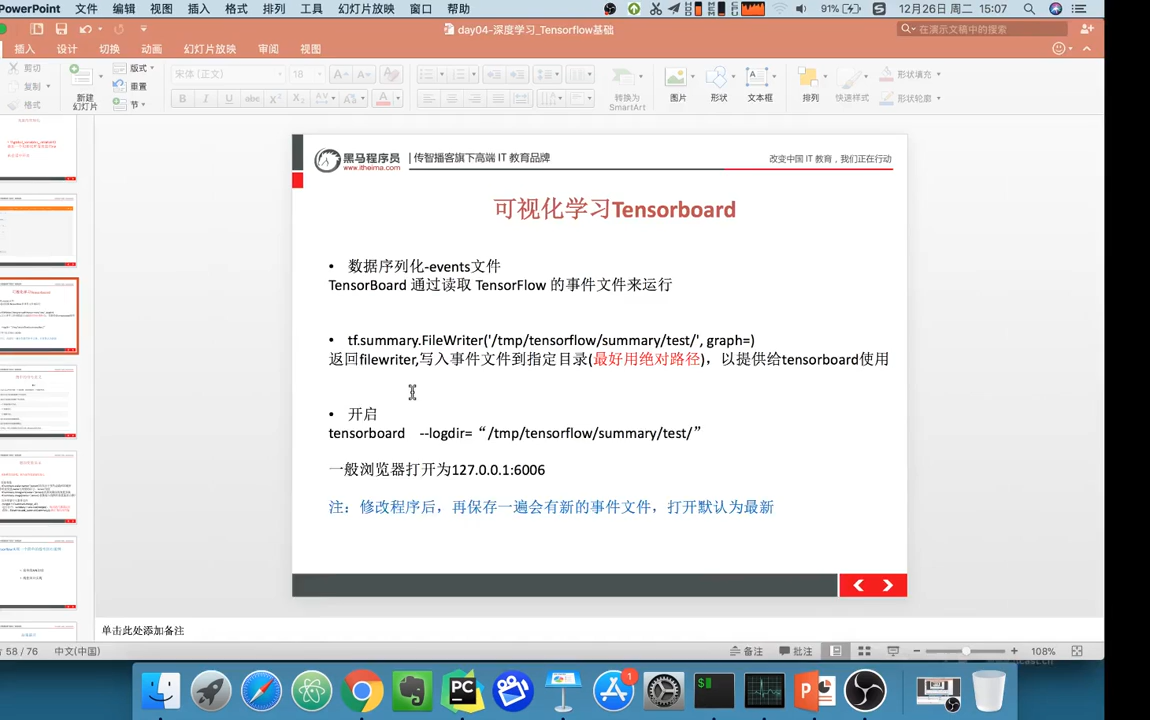 PowerPoint 文件 编辑 视图 插入 格式 排列 工具 幻灯片放映 窗口 帮助 91% 12月26日 周二 15:07
day04-深度学习_Tensorflow基础 在演示文稿中的搜索
插入 设计 切换 动画 幻灯片放映 审阅 视图
剪切 版式 宋体 (正文) 18 形状填充
复制 新建 幻灯片 重置 转换为 SmartArt 图片 形状 文本框 排列 快速样式
格式 节 形状轮廓
黑马程序员 | 传智播客旗下高端 IT 教育品牌 改变中国 IT 教育，我们正在行动
www.itheima.com
可视化学习Tensorboard
• 数据序列化-events文件
TensorBoard 通过读取 TensorFlow 的事件文件来运行
• tf.summary.FileWriter('/tmp/tensorflow/summary/test/', graph=)
返回filewriter,写入事件文件到指定目录(最好用绝对路径)，以提供给tensorboard使用
• 开启
tensorboard --logdir=“/tmp/tensorflow/summary/test/”
一般浏览器打开为127.0.0.1:6006
注：修改程序后，再保存一遍会有新的事件文件，打开默认为最新
单击此处添加备注
58 / 76 中文(中国) 备注 批注 108%
PC
1